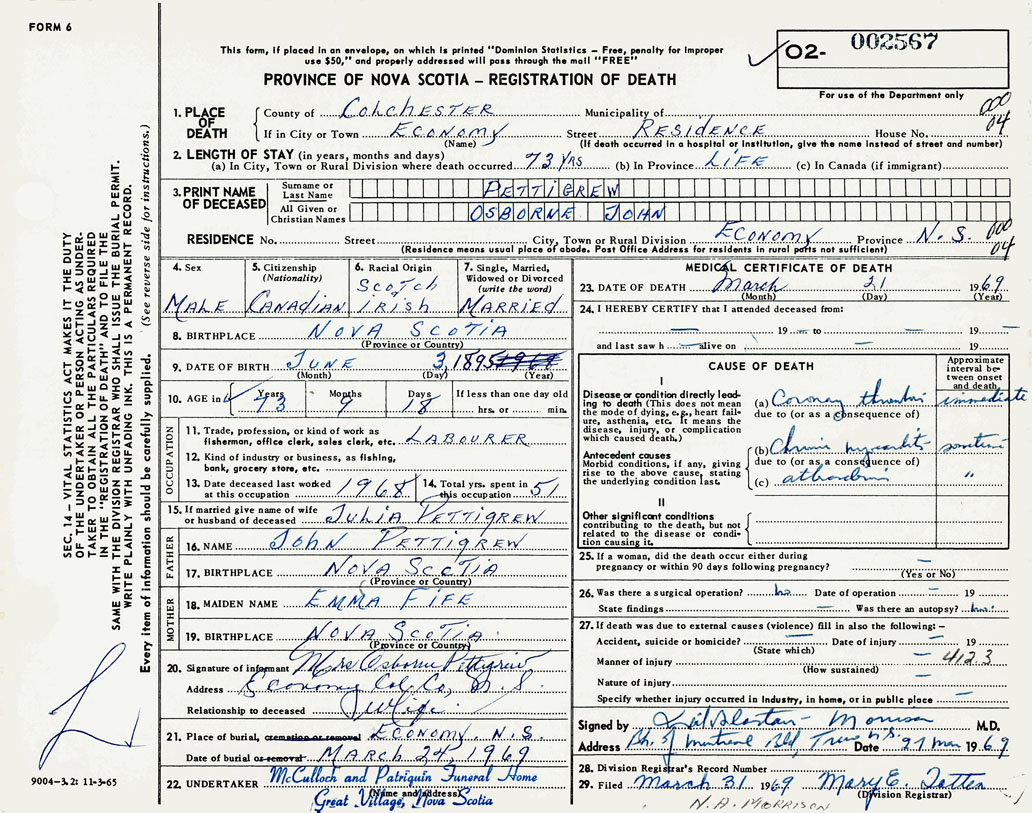 FORM 6
This form, if placed in an envelope, on which is printed "Dominion Statistics – Free, penalty for improper
use $50," and properly addressed will pass through the mail "FREE"
PROVINCE OF NOVA SCOTIA – REGISTRATION OF DEATH
02- 002567
For use of the Department only
SEC. 14 – VITAL STATISTICS ACT MAKES IT THE DUTY
OF THE UNDERTAKER OR PERSON ACTING AS UNDER-
TAKER TO OBTAIN ALL THE PARTICULARS REQUIRED
IN THE "REGISTRATION OF DEATH" AND TO FILE THE
SAME WITH THE DIVISION REGISTRAR WHO SHALL ISSUE THE BURIAL PERMIT.
WRITE PLAINLY WITH UNFADING INK. THIS IS A PERMANENT RECORD.
Every item of information should be carefully supplied. (See reverse side for instructions.)
1. PLACE OF DEATH County of COLCHESTER Municipality of 000
If in City or Town ECONOMY Street RESIDENCE House No. 04
(Name) (If death occurred in a hospital or institution, give the name instead of street and number)
2. LENGTH OF STAY (in years, months and days)
(a) In City, Town or Rural Division where death occurred 73 YRS (b) In Province LIFE (c) In Canada (if immigrant)
3. PRINT NAME OF DECEASED Surname or Last Name PETTIGREW
All Given or Christian Names OSBORNE JOHN
RESIDENCE No. Street City, Town or Rural Division ECONOMY Province N.S. 000 04
(Residence means usual place of abode. Post Office Address for residents in rural parts not sufficient)
4. Sex 5. Citizenship (Nationality) 6. Racial Origin 7. Single, Married, Widowed or Divorced (write the word)
MALE CANADIAN SCOTCH IRISH MARRIED
8. BIRTHPLACE NOVA SCOTIA
(Province or Country)
9. DATE OF BIRTH JUNE 3, 1895 1968
(Month) (Day) (Year)
10. AGE in Years Months Days If less than one day old
73 9 18 hrs. or min.
OCCUPATION
11. Trade, profession, or kind of work as
fisherman, office clerk, sales clerk, etc. LABOURER
12. Kind of industry or business, as fishing,
bank, grocery store, etc.
13. Date deceased last worked at this occupation 1968 14. Total yrs. spent in this occupation 51
15. If married give name of wife
or husband of deceased JULIA PETTIGREW
FATHER
16. NAME JOHN PETTIGREW
17. BIRTHPLACE NOVA SCOTIA
(Province or Country)
MOTHER
18. MAIDEN NAME EMMA FIFE
19. BIRTHPLACE NOVA SCOTIA
(Province or Country)
20. Signature of informant Mrs Osborne Pettigrew
Address Economy Col. Co, N.S.
Relationship to deceased Wife
21. Place of burial, cremation or removal ECONOMY, N.S.
Date of burial or removal MARCH 24, 1969
22. UNDERTAKER McCulloch and Patriquin Funeral Home
(Name and address)
Great Village, Nova Scotia
9004-3.2: 11-3-65
MEDICAL CERTIFICATE OF DEATH
23. DATE OF DEATH March 21 1969
(Month) (Day) (Year)
24. I HEREBY CERTIFY that I attended deceased from:
— 19 — to — 19 —
and last saw h — alive on — 19
CAUSE OF DEATH
Approximate interval between onset and death
I
Disease or condition directly leading to death (This does not mean the mode of dying, e.g., heart failure, asthenia, etc. It means the disease, injury, or complication which caused death.)
(a) Coronary thrombosis immediate
due to (or as a consequence of)
Antecedent causes
Morbid conditions, if any, giving rise to the above cause, stating the underlying condition last.
(b) Chronic
due to (or as a consequence of)
(c) "
II
Other significant conditions
contributing to the death, but not related to the disease or condition causing it.
25. If a woman, did the death occur either during
pregnancy or within 90 days following pregnancy? —
(Yes or No)
26. Was there a surgical operation? no Date of operation — 19
State findings — Was there an autopsy? no
27. If death was due to external causes (violence) fill in also the following: –
Accident, suicide or homicide? — Date of injury — 19
(State which)
Manner of injury — 4123
(How sustained)
Nature of injury —
Specify whether injury occurred in Industry, in home, or in public place —
Signed by Morrison M.D.
Address Bk. of Montreal Bld, Truro N.S. Date 27 Mar 1969
28. Division Registrar's Record Number
29. Filed March 31 1969 Mary E. Totten
(Division Registrar)
N.A. MORRISON